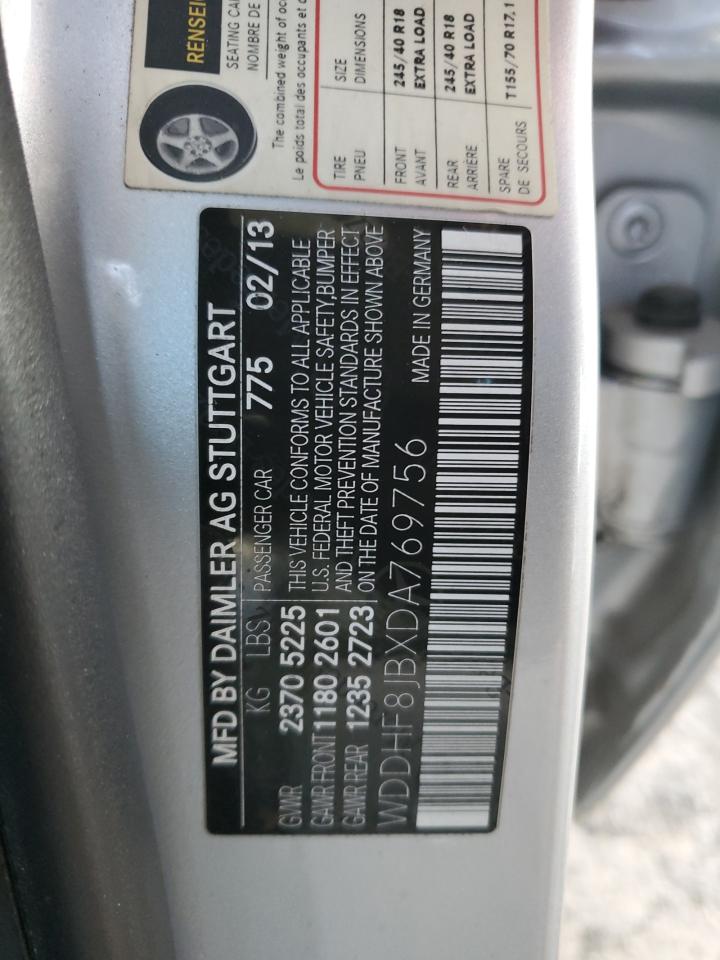 RENSEI
SEATING CA
NOMBRE DE
The combined weight of oc
Le poids total des occupants et
TIRE SIZE
PNEU DIMENSIONS
FRONT 245/40 R18
AVANT EXTRA LOAD
REAR 245/40 R18
ARRIÈRE EXTRA LOAD
SPARE T155/70 R17,1
DE SECOURS
MFD BY DAIMLER AG STUTTGART
KG LBS PASSENGER CAR 775 02/13
GVWR 2370 5225 THIS VEHICLE CONFORMS TO ALL APPLICABLE
GAWR FRONT 1180 2601 U.S. FEDERAL MOTOR VEHICLE SAFETY,BUMPER
GAWR REAR 1235 2723 AND THEFT PREVENTION STANDARDS IN EFFECT
ON THE DATE OF MANUFACTURE SHOWN ABOVE
WDDHF8JBXDA769756 MADE IN GERMANY